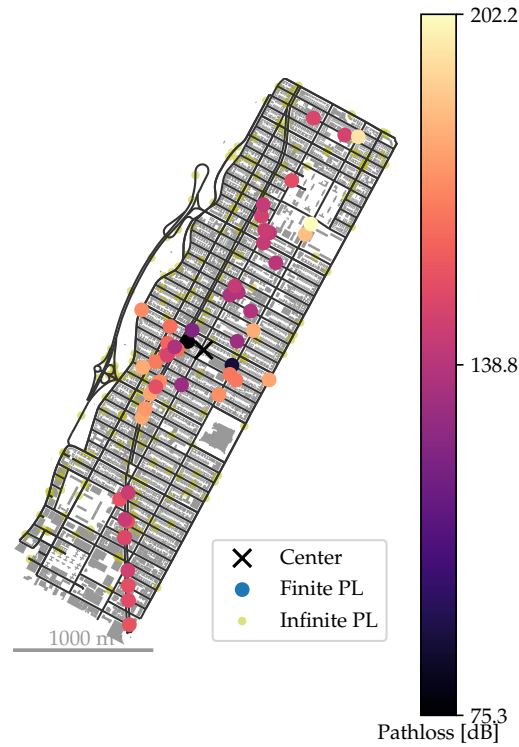 202.2
138.8
Center
Finite PL
Infinite PL
1000 m
75.3
Pathloss [dB]